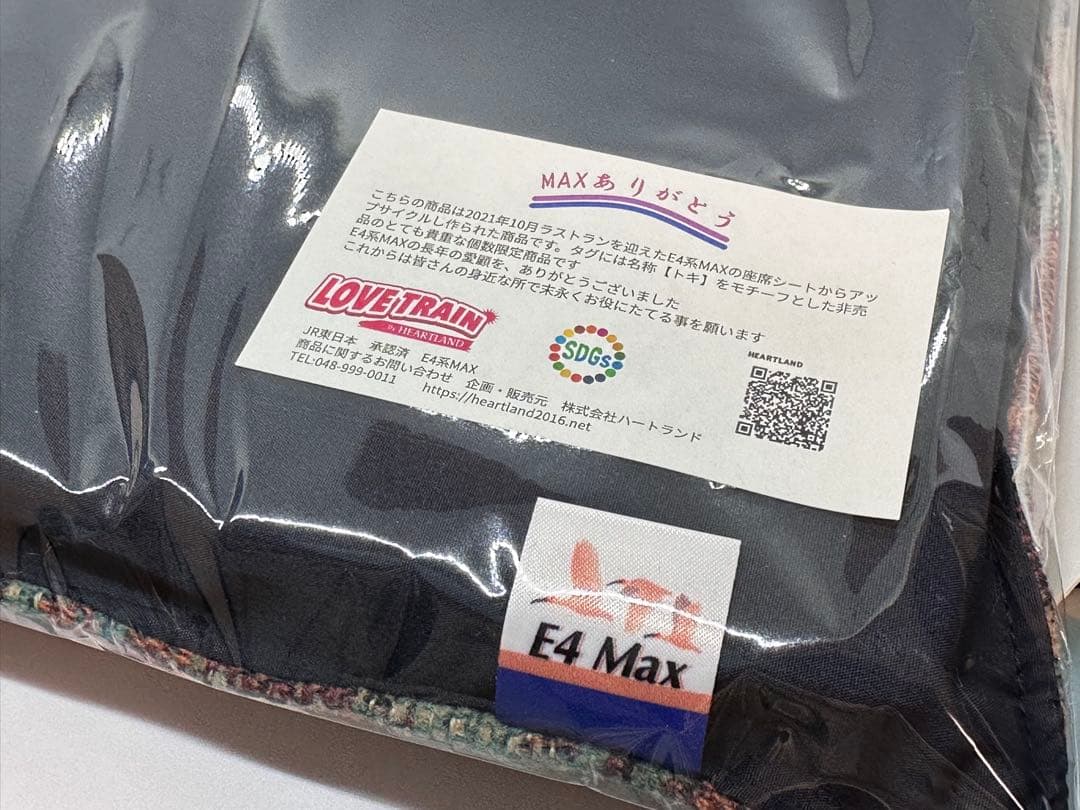 MAXありがとう
こちらの商品は2021年10月ラストランを迎えたE4系MAXの座席シートからアッ
プサイクルし作られた商品です。タグには名称【トキ】をモチーフとした非売
品のとても貴重な個数限定商品です
E4系MAXの長年の愛顧を、ありがとうございました
これからは皆さんの身近な所で末永くお役にたてる事を願います
LOVE TRAIN
by HEARTLAND
SDGs
HEARTLAND
JR東日本 承認済 E4系MAX
商品に関するお問い合わせ 企画・販売元 株式会社ハートランド
TEL:048-999-0011 https://heartland2016.net
E4 Max